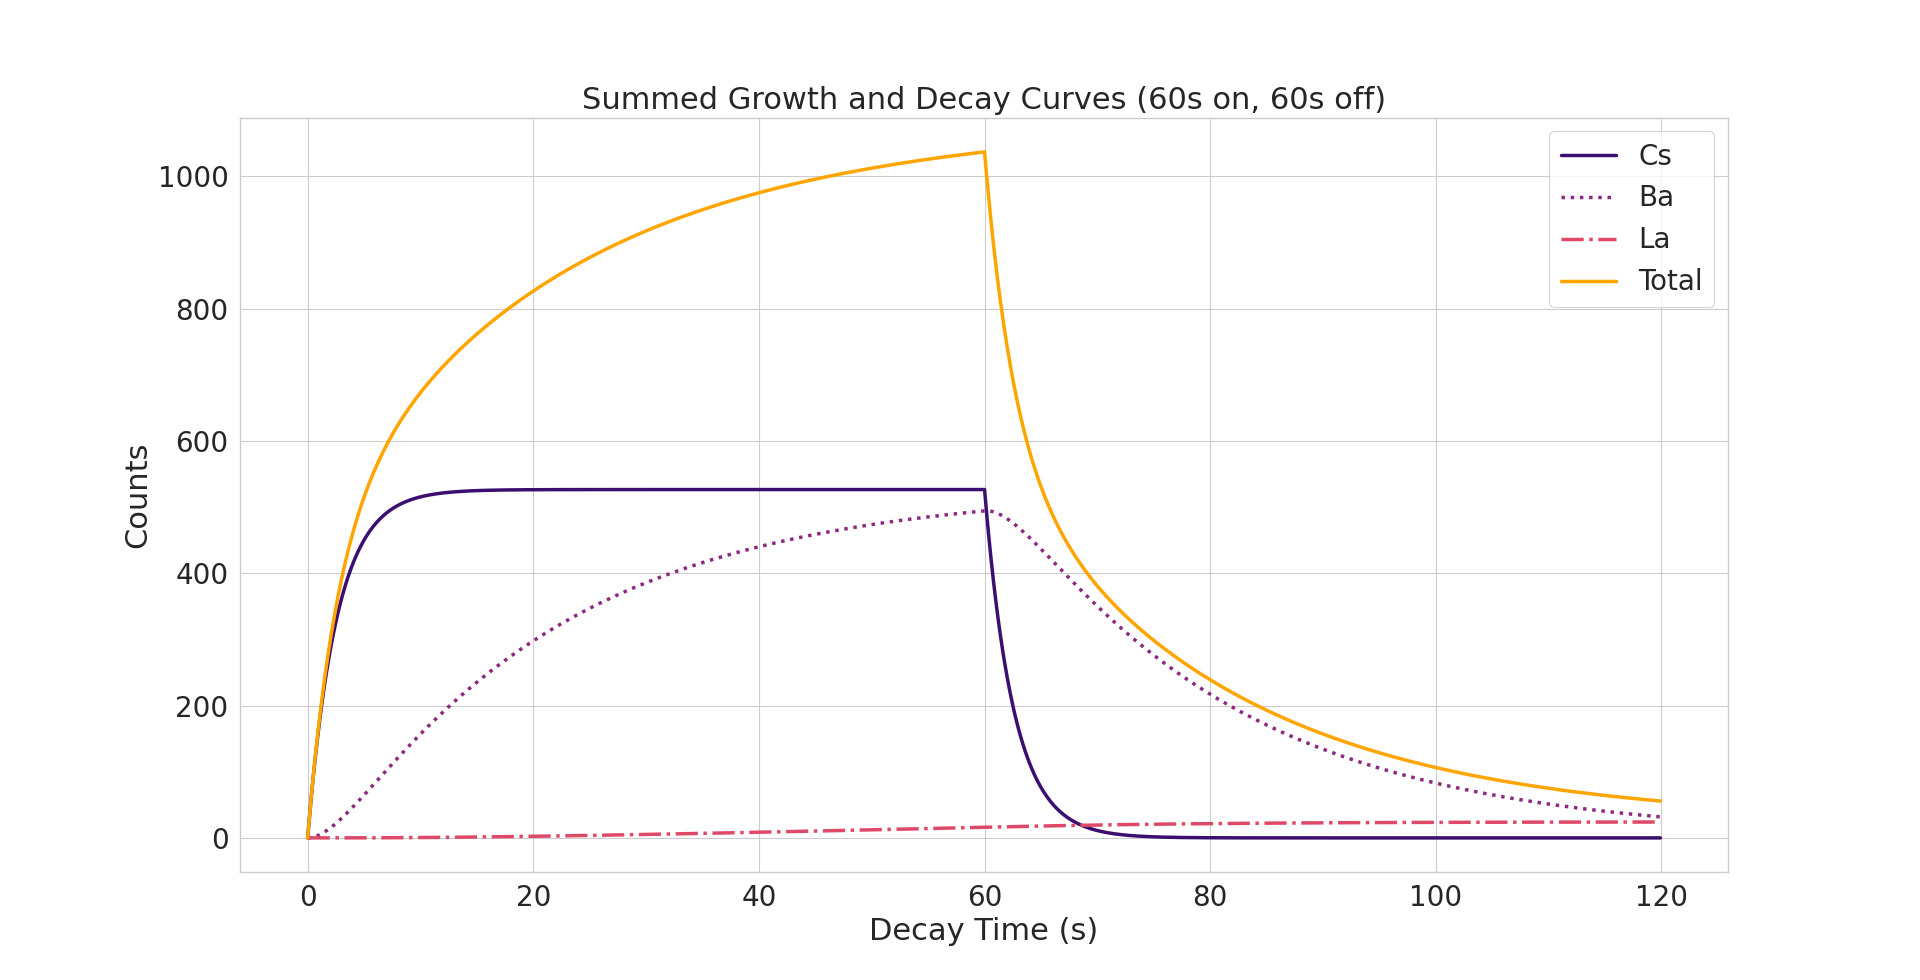 Summed Growth and Decay Curves (60s on, 60s off)
Cs
Ba
La
Total
Counts
1000
800
600
400
200
0
0 20 40 60 80 100 120
Decay Time (s)